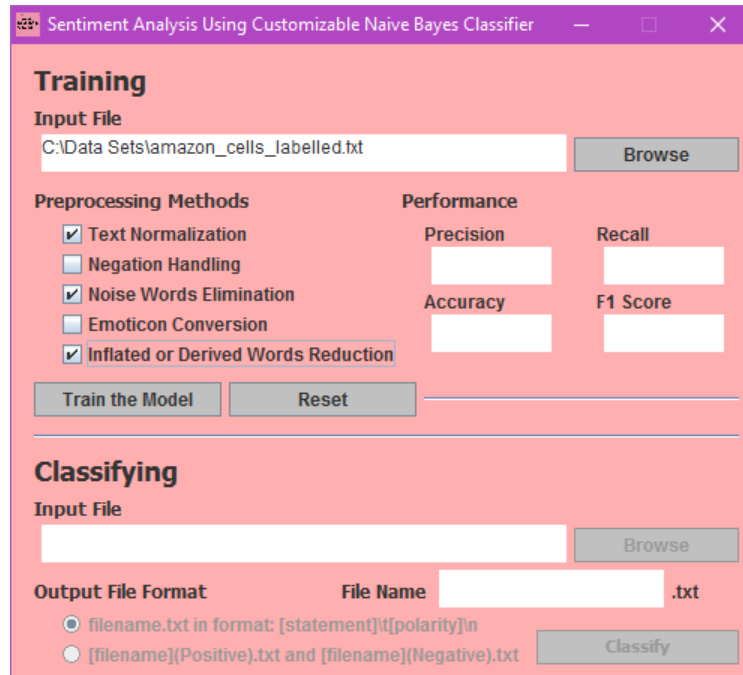 Sentiment Analysis Using Customizable Naive Bayes Classifier
Training
Input File
C:\Data Sets\amazon_cells_labelled.txt
Browse
Preprocessing Methods
Text Normalization
Negation Handling
Noise Words Elimination
Emoticon Conversion
Inflated or Derived Words Reduction
Performance
Precision
Recall
Accuracy
F1 Score
Train the Model
Reset
Classifying
Input File
Browse
Output File Format
File Name
.txt
filename.txt in format: [statement]\t[polarity]\n
[filename](Positive).txt and [filename](Negative).txt
Classify